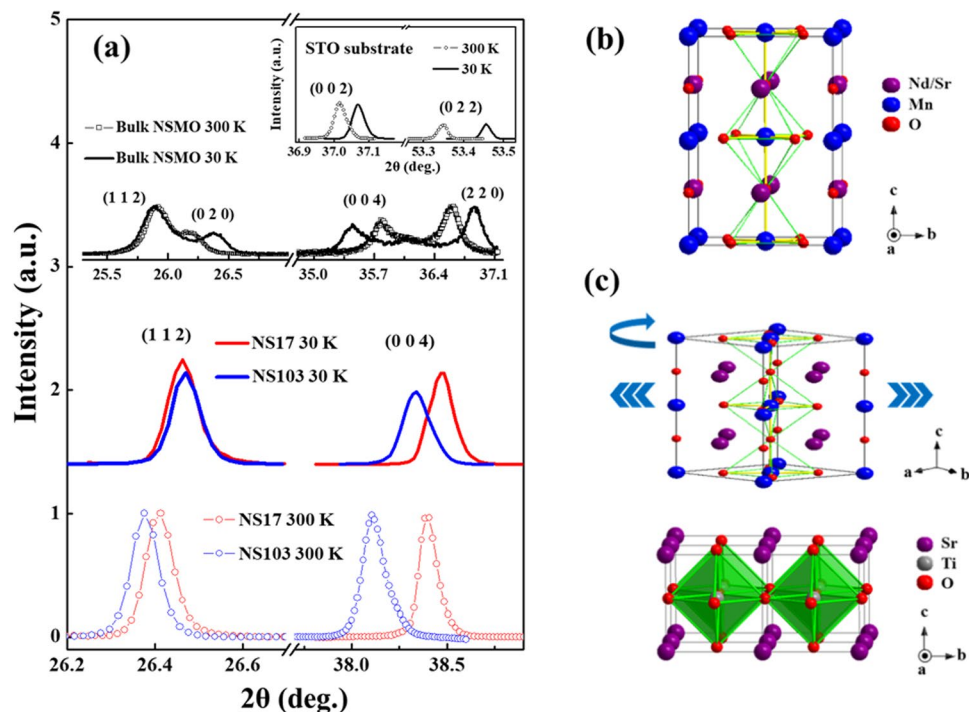 (a)
STO substrate
300 K
30 K
(0 0 2)
(0 2 2)
Intensity (a.u.)
36.9 37.0 37.1 53.3 53.4 53.5
2θ (deg.)
Bulk NSMO 300 K
Bulk NSMO 30 K
(1 1 2)
(0 2 0)
(0 0 4)
(2 2 0)
25.5 26.0 26.5 35.0 35.7 36.4 37.1
(1 1 2)
NS17 30 K
NS103 30 K
(0 0 4)
NS17 300 K
NS103 300 K
Intensity (a.u.)
5
4
3
2
1
0
26.2 26.4 26.6 38.0 38.5
2θ (deg.)
(b)
Nd/Sr
Mn
O
c
b
a
(c)
c
a
b
Sr
Ti
O
c
b
a